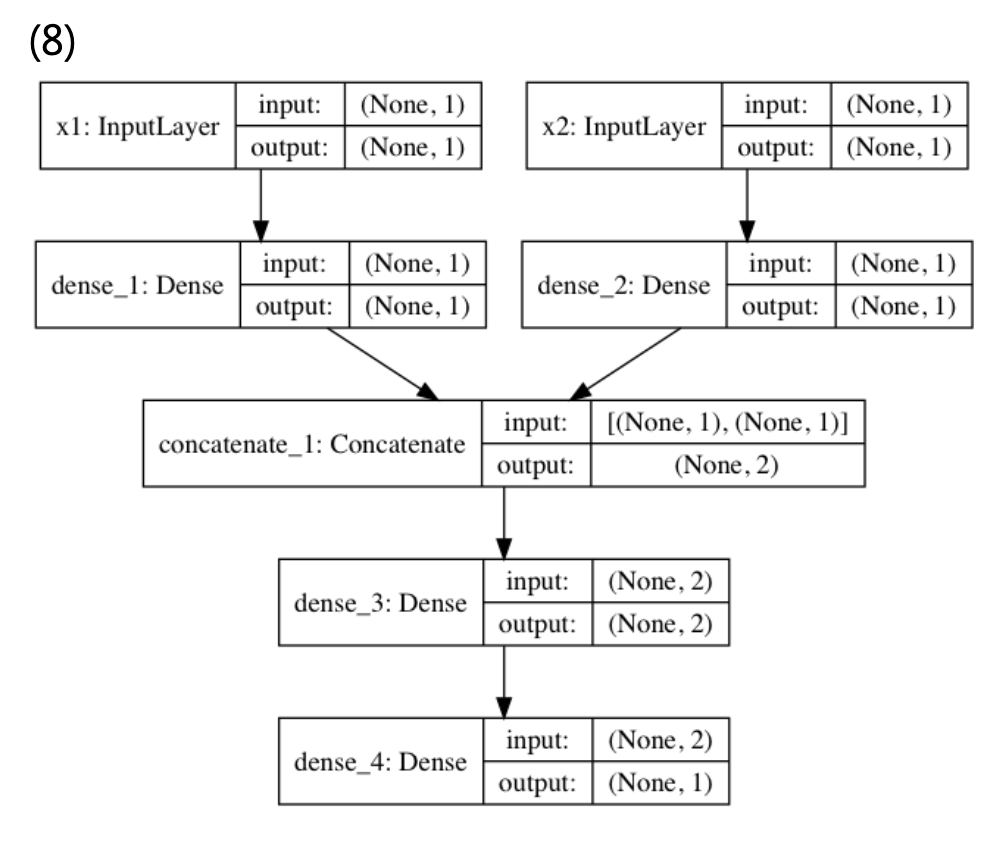 (8)
x1: InputLayer
input: (None, 1)
output: (None, 1)
x2: InputLayer
input: (None, 1)
output: (None, 1)
dense_1: Dense
input: (None, 1)
output: (None, 1)
dense_2: Dense
input: (None, 1)
output: (None, 1)
concatenate_1: Concatenate
input: [(None, 1), (None, 1)]
output: (None, 2)
dense_3: Dense
input: (None, 2)
output: (None, 2)
dense_4: Dense
input: (None, 2)
output: (None, 1)